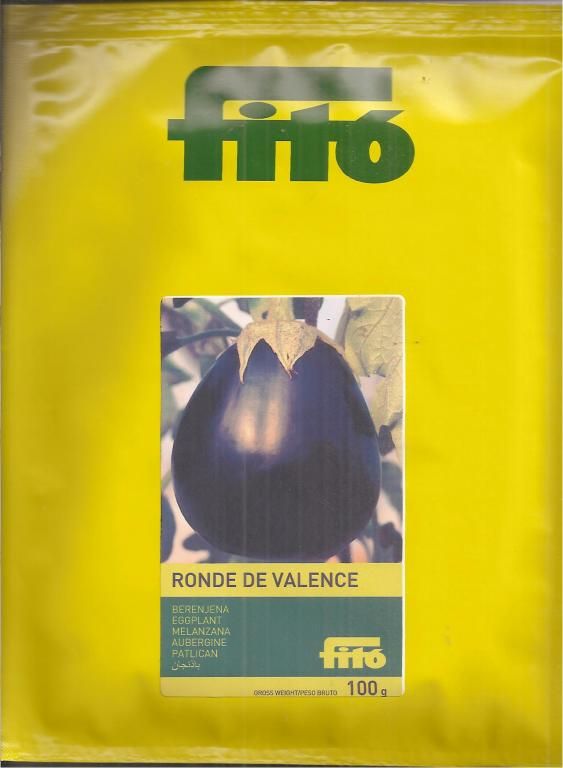 fitó
RONDE DE VALENCE
BERENJENA
EGGPLANT
MELANZANA
AUBERGINE
PATLICAN
باذنجان
fitó
GROSS WEIGHT/PESO BRUTO 100 g